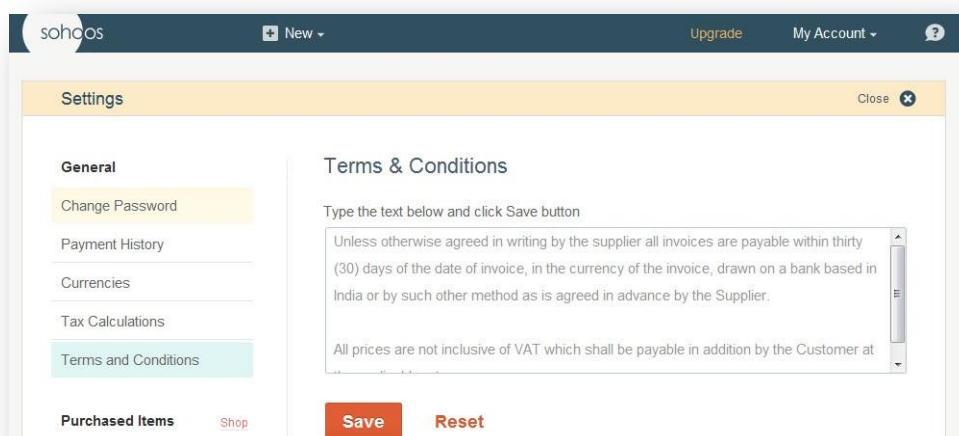 sohoos
New
Upgrade
My Account
?
Settings
Close
General
Change Password
Payment History
Currencies
Tax Calculations
Terms and Conditions
Purchased Items
Shop
Terms & Conditions
Type the text below and click Save button
Unless otherwise agreed in writing by the supplier all invoices are payable within thirty
(30) days of the date of invoice, in the currency of the invoice, drawn on a bank based in
India or by such other method as is agreed in advance by the Supplier.
All prices are not inclusive of VAT which shall be payable in addition by the Customer at
Save
Reset